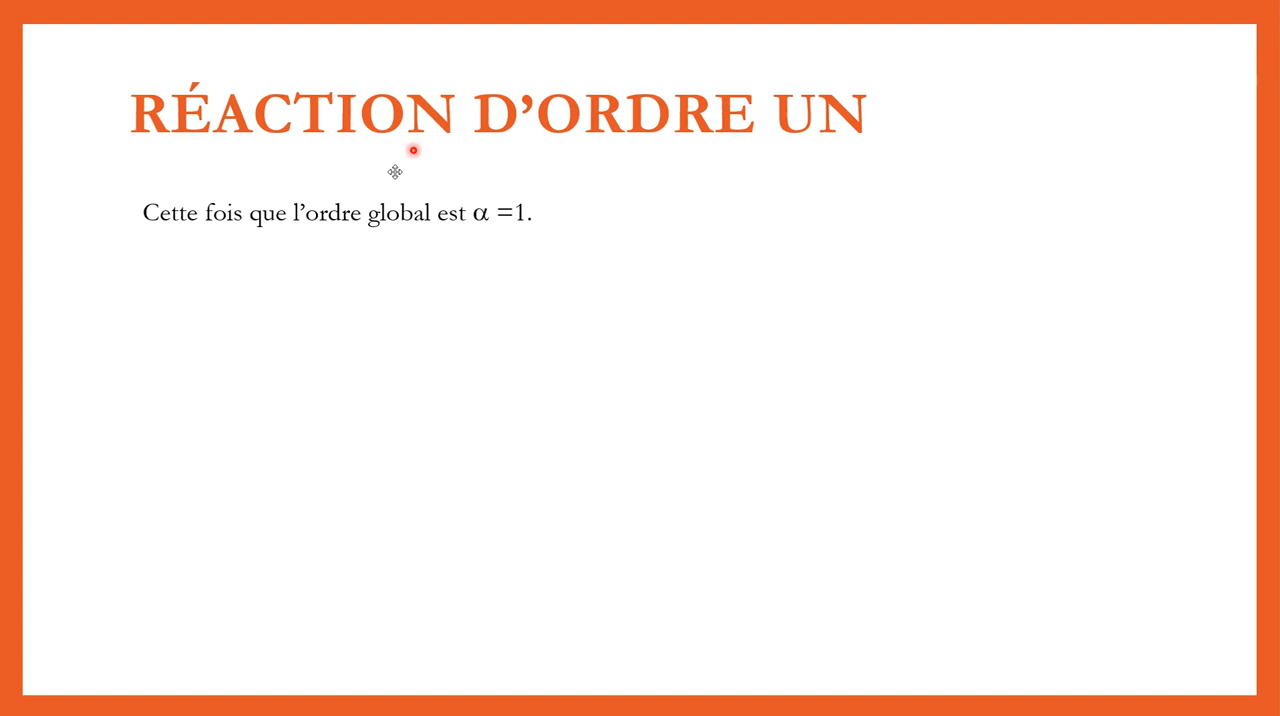 RÉACTION D’ORDRE UN
Cette fois que l’ordre global est α =1.